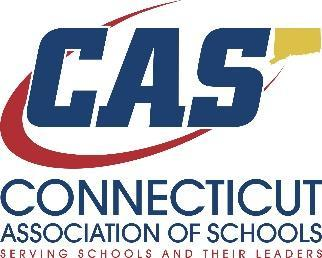 CAS
CONNECTICUT
ASSOCIATION OF SCHOOLS
SERVING SCHOOLS AND THEIR LEADERS